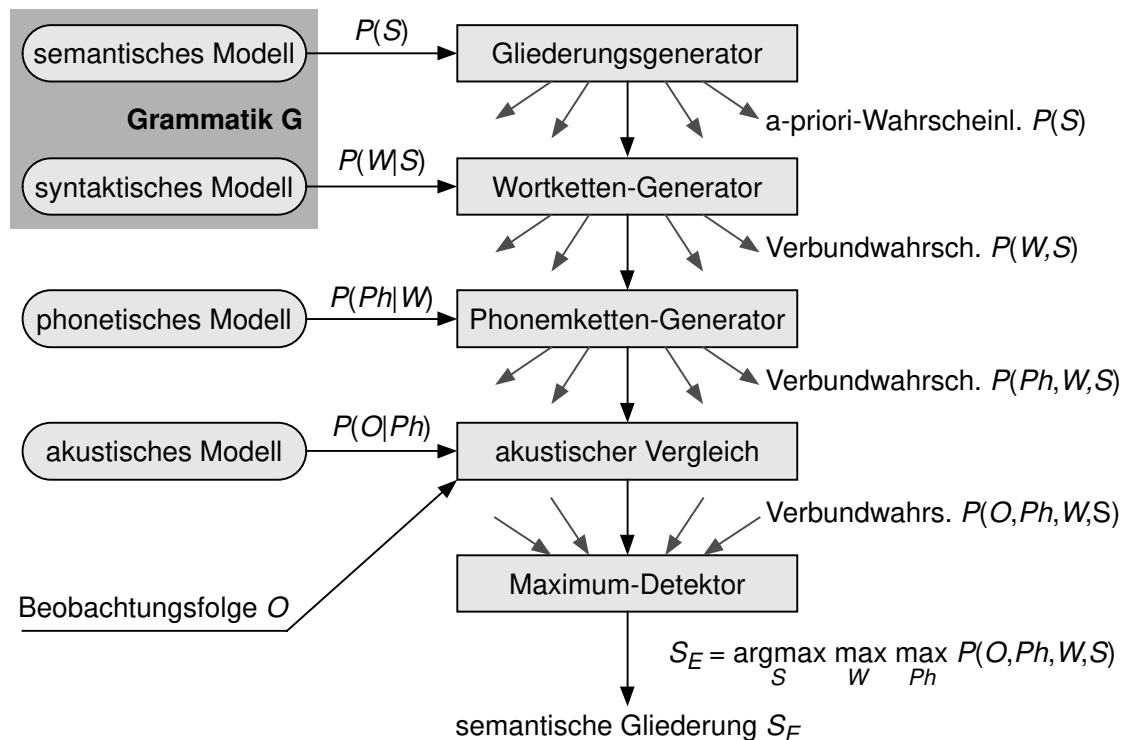 semantisches Modell
P(S)
Gliederungsgenerator
Grammatik G
a-priori-Wahrscheinl. P(S)
syntaktisches Modell
P(W|S)
Wortketten-Generator
Verbundwahrsch. P(W,S)
phonetisches Modell
P(Ph|W)
Phonemketten-Generator
Verbundwahrsch. P(Ph,W,S)
akustisches Modell
P(O|Ph)
akustischer Vergleich
Verbundwahrs. P(O,Ph,W,S)
Maximum-Detektor
Beobachtungsfolge O
S_E = argmax max max P(O,Ph,W,S)
S W Ph
semantische Gliederung S_E